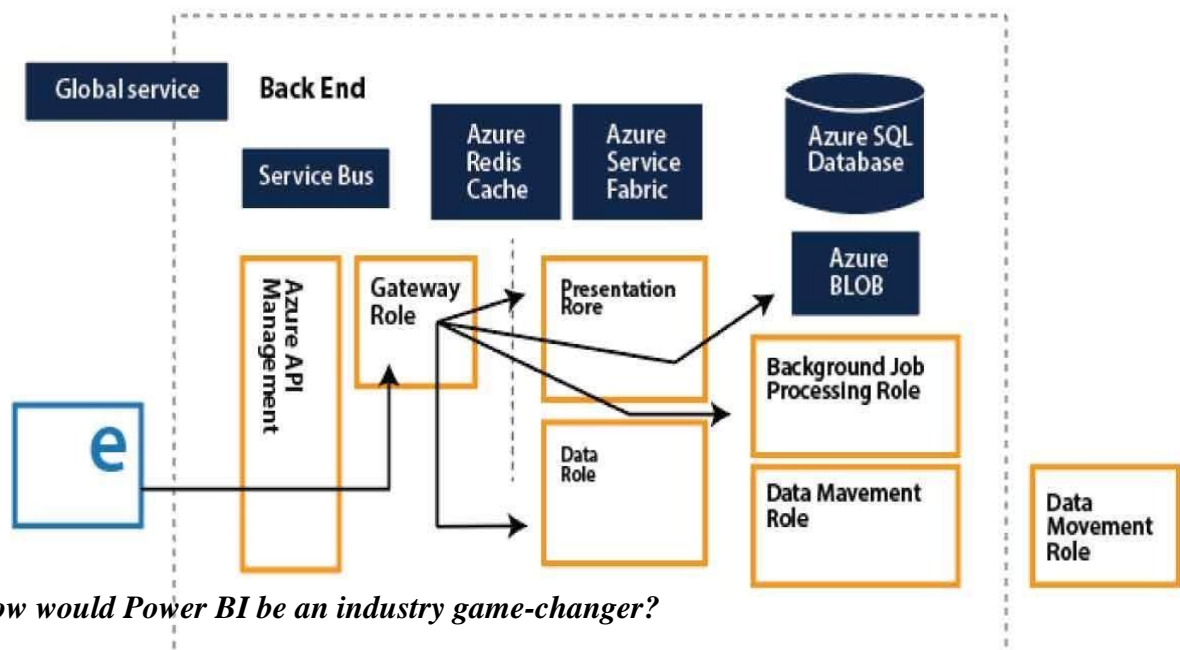 Global service
Back End
Service Bus
Azure
Redis
Cache
Azure
Service
Fabric
Azure SQL
Database
Azure API
Management
Gateway
Role
Presentation
Rore
Azure
BLOB
Background Job
Processing Role
e
Data
Role
Data Mavement
Role
Data
Movement
Role
ow would Power BI be an industry game-changer?